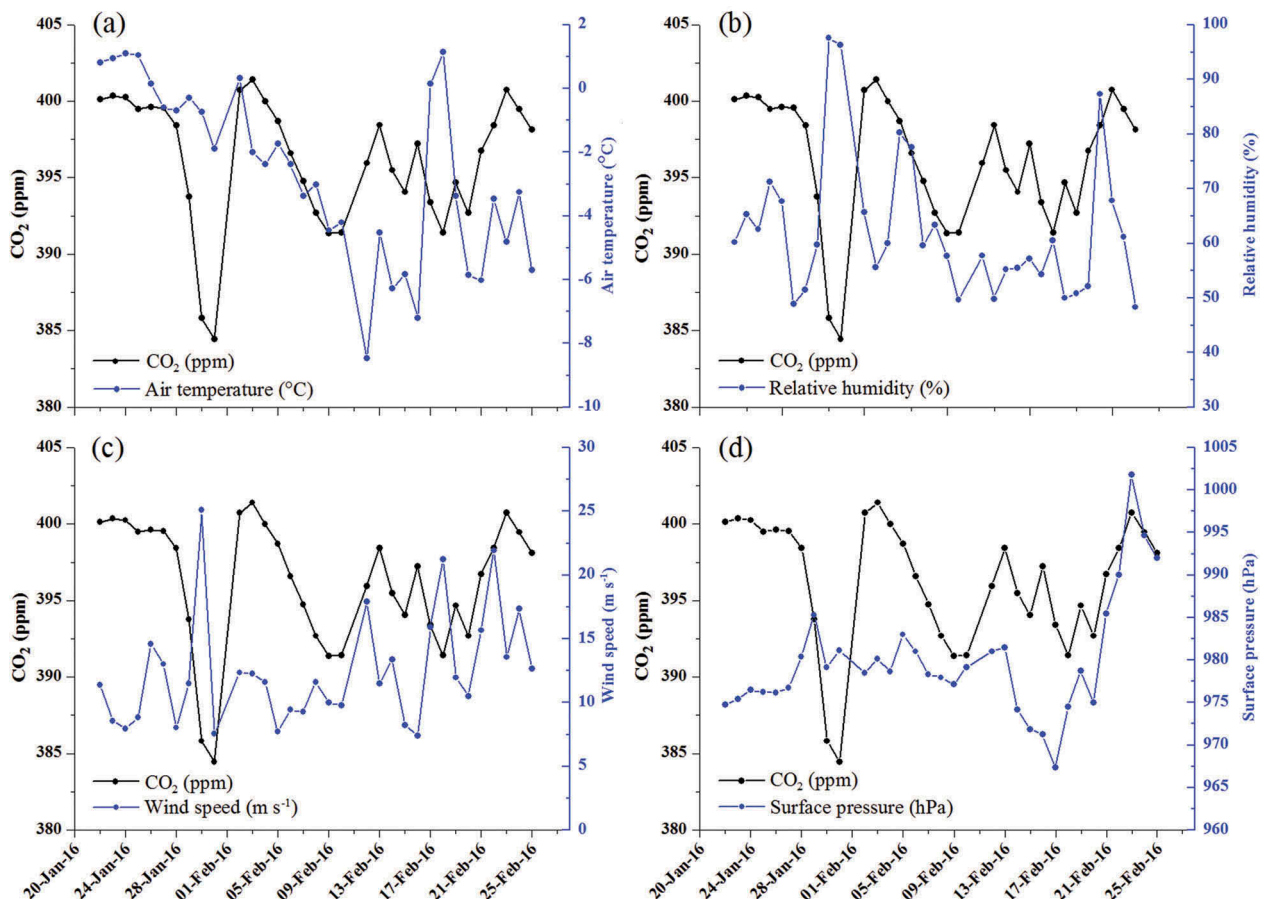 (a)
405
400
395
390
385
380
CO₂ (ppm)
2
0
-2
-4
-6
-8
-10
Air temperature (°C)
CO₂ (ppm)
Air temperature (°C)
(b)
405
400
395
390
385
380
CO₂ (ppm)
100
90
80
70
60
50
40
30
Relative humidity (%)
CO₂ (ppm)
Relative humidity (%)
(c)
405
400
395
390
385
380
CO₂ (ppm)
30
25
20
15
10
5
0
Wind speed (m s⁻¹)
CO₂ (ppm)
Wind speed (m s⁻¹)
20-Jan-16
24-Jan-16
28-Jan-16
01-Feb-16
05-Feb-16
09-Feb-16
13-Feb-16
17-Feb-16
21-Feb-16
25-Feb-16
(d)
405
400
395
390
385
380
CO₂ (ppm)
1005
1000
995
990
985
980
975
970
965
960
Surface pressure (hPa)
CO₂ (ppm)
Surface pressure (hPa)
20-Jan-16
24-Jan-16
28-Jan-16
01-Feb-16
05-Feb-16
09-Feb-16
13-Feb-16
17-Feb-16
21-Feb-16
25-Feb-16